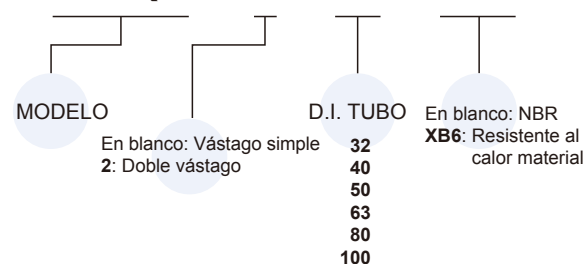 MODELO
En blanco: Vástago simple
2: Doble vástago
D.I. TUBO
32
40
50
63
80
100
En blanco: NBR
XB6: Resistente al
calor material